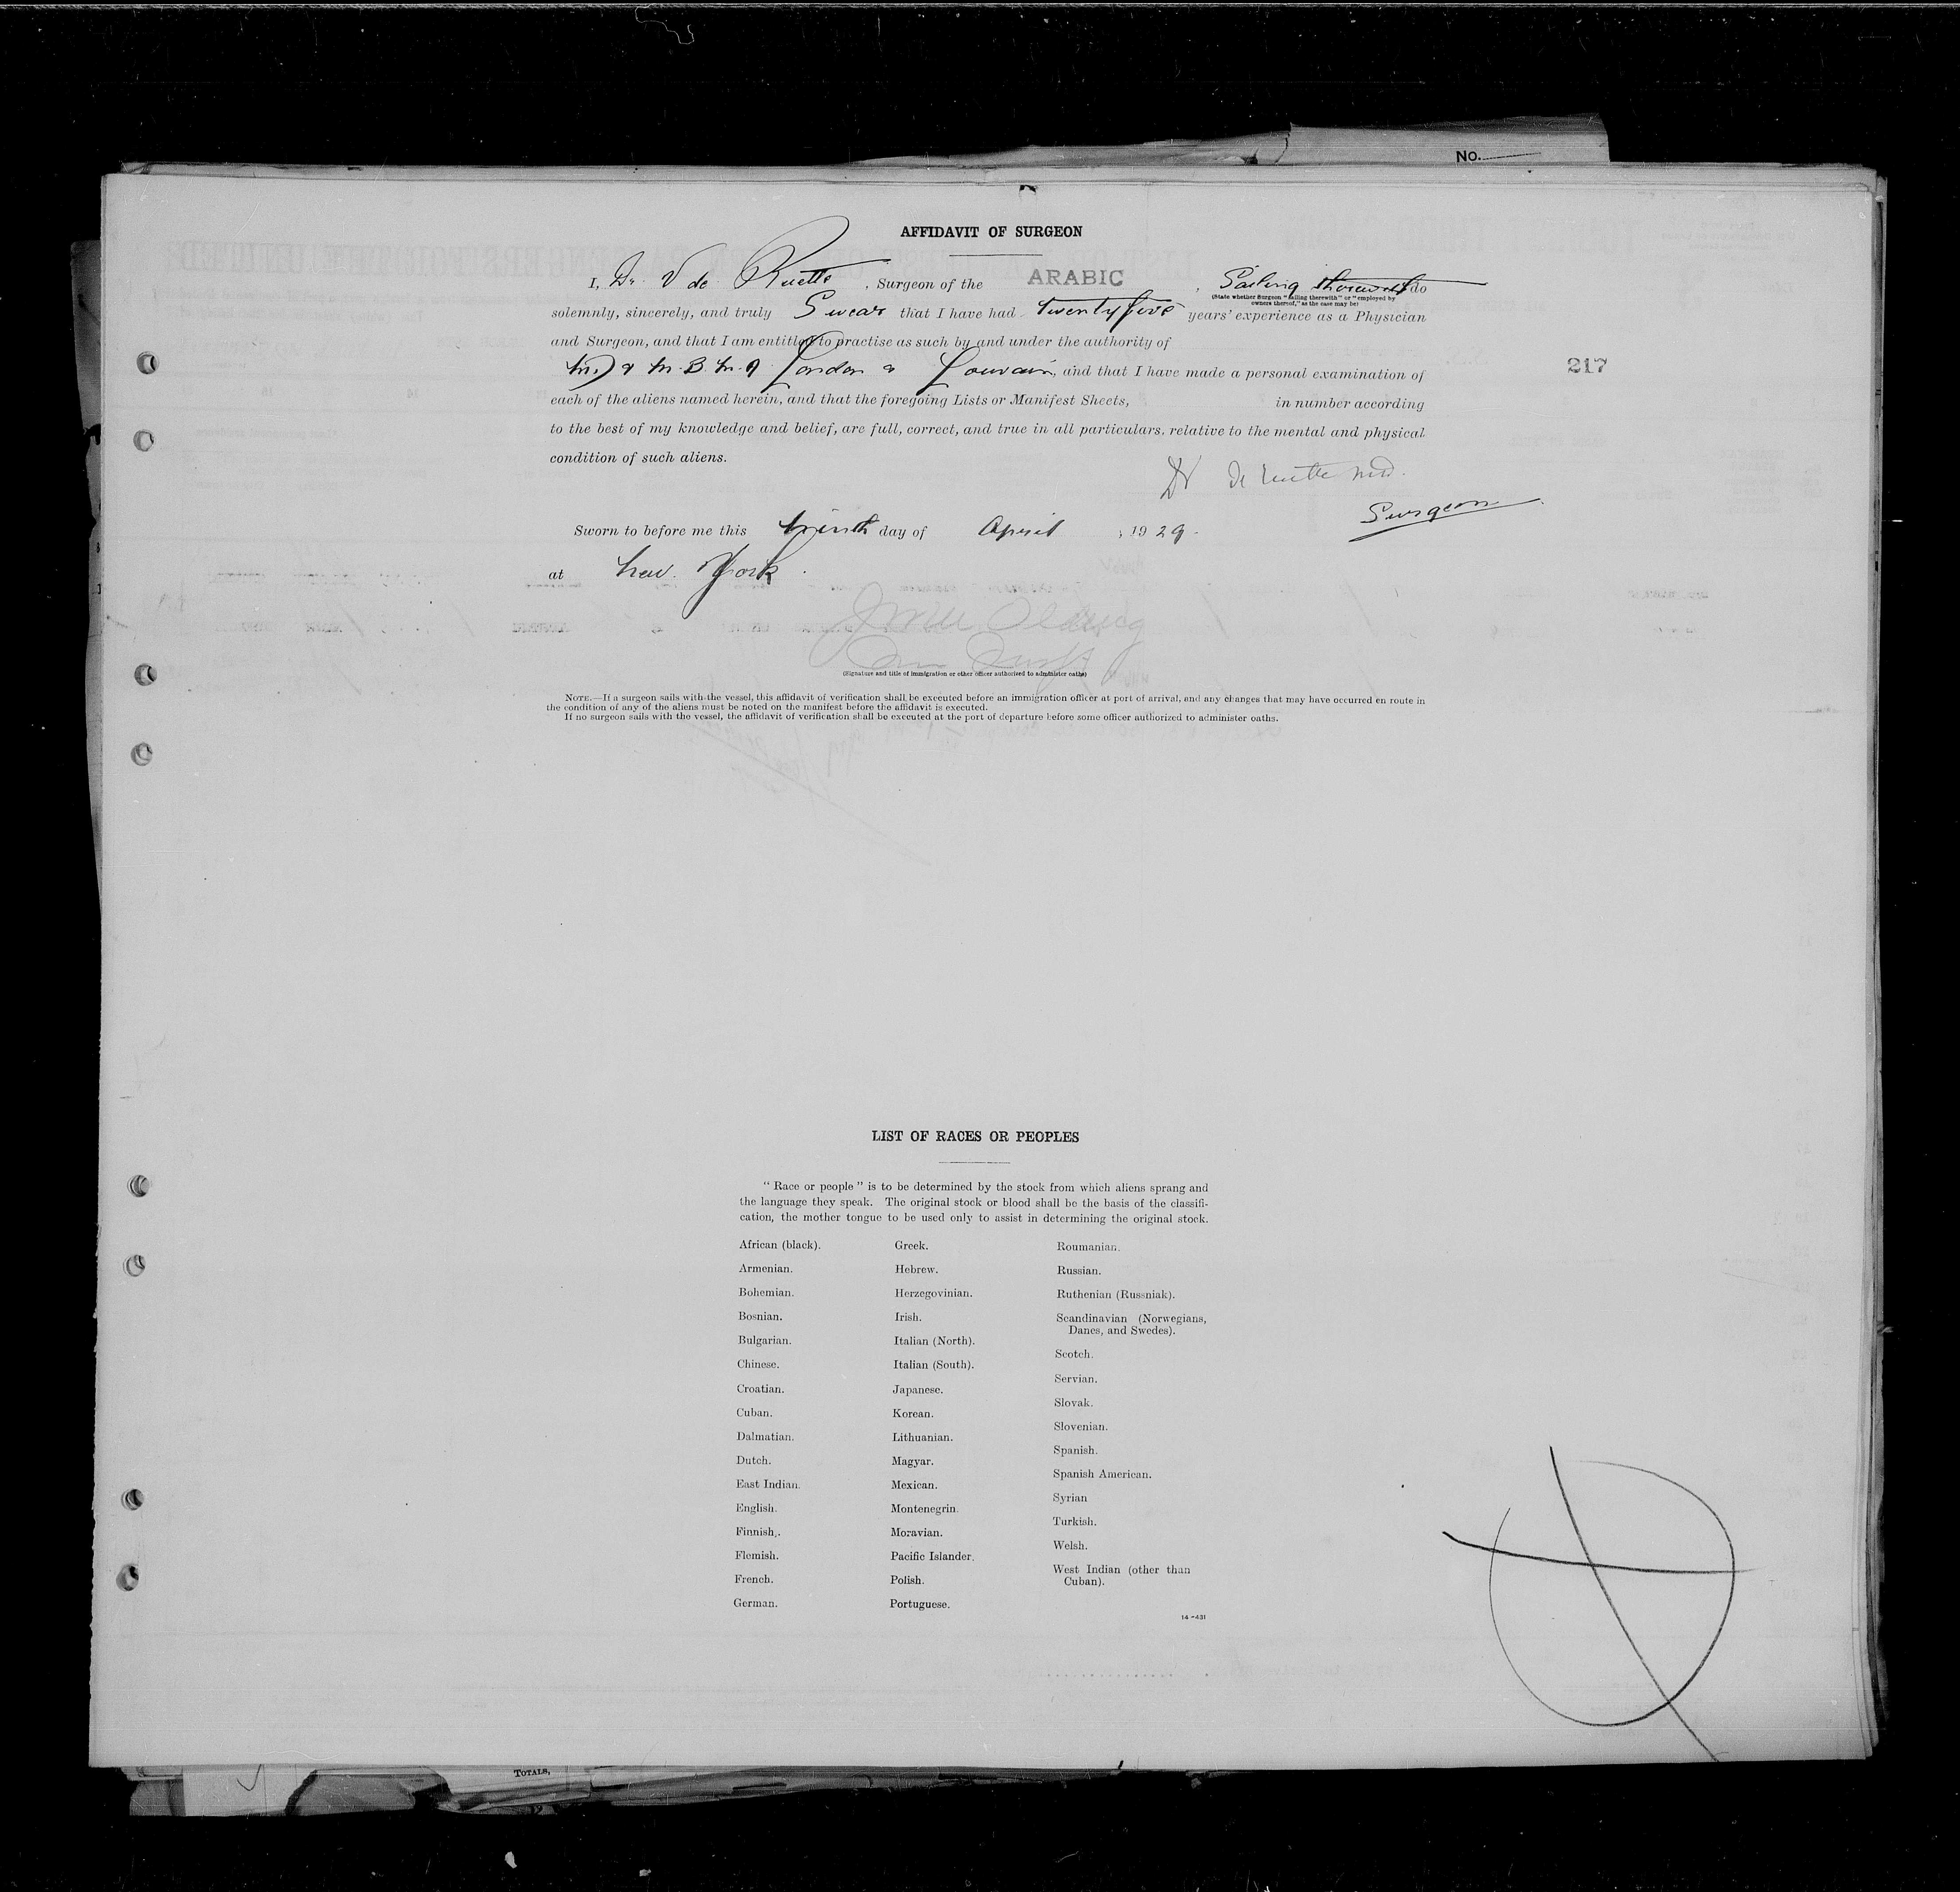 No.
AFFIDAVIT OF SURGEON
I, Dr. V de Ruette, Surgeon of the ARABIC, Sailing therewith do
(State whether Surgeon "sailing therewith" or "employed by
owners thereof," as the case may be)
solemnly, sincerely, and truly Swear that I have had twenty five years' experience as a Physician
and Surgeon, and that I am entitled to practise as such by and under the authority of
217
London & Louvain, and that I have made a personal examination of
each of the aliens named herein, and that the foregoing Lists or Manifest Sheets, in number according
to the best of my knowledge and belief, are full, correct, and true in all particulars, relative to the mental and physical
condition of such aliens.
Dr de Ruette M.D.
Surgeon
Sworn to before me this ninth day of April, 1929.
at New York.
(Signature and title of immigration or other officer authorized to administer oaths)
NOTE.—If a surgeon sails with the vessel, this affidavit of verification shall be executed before an immigration officer at port of arrival, and any changes that may have occurred en route in
the condition of any of the aliens must be noted on the manifest before the affidavit is executed.
If no surgeon sails with the vessel, the affidavit of verification shall be executed at the port of departure before some officer authorized to administer oaths.
LIST OF RACES OR PEOPLES
"Race or people" is to be determined by the stock from which aliens sprang and
the language they speak. The original stock or blood shall be the basis of the classifi-
cation, the mother tongue to be used only to assist in determining the original stock.
African (black).
Armenian.
Bohemian.
Bosnian.
Bulgarian.
Chinese.
Croatian.
Cuban.
Dalmatian.
Dutch.
East Indian.
English.
Finnish.
Flemish.
French.
German.
Greek.
Hebrew.
Herzegovinian.
Irish.
Italian (North).
Italian (South).
Japanese.
Korean.
Lithuanian.
Magyar.
Mexican.
Montenegrin.
Moravian.
Pacific Islander.
Polish.
Portuguese.
Roumanian.
Russian.
Ruthenian (Russniak).
Scandinavian (Norwegians,
Danes, and Swedes).
Scotch.
Servian.
Slovak.
Slovenian.
Spanish.
Spanish American.
Syrian
Turkish.
Welsh.
West Indian (other than
Cuban).
14-431
TOTALS,